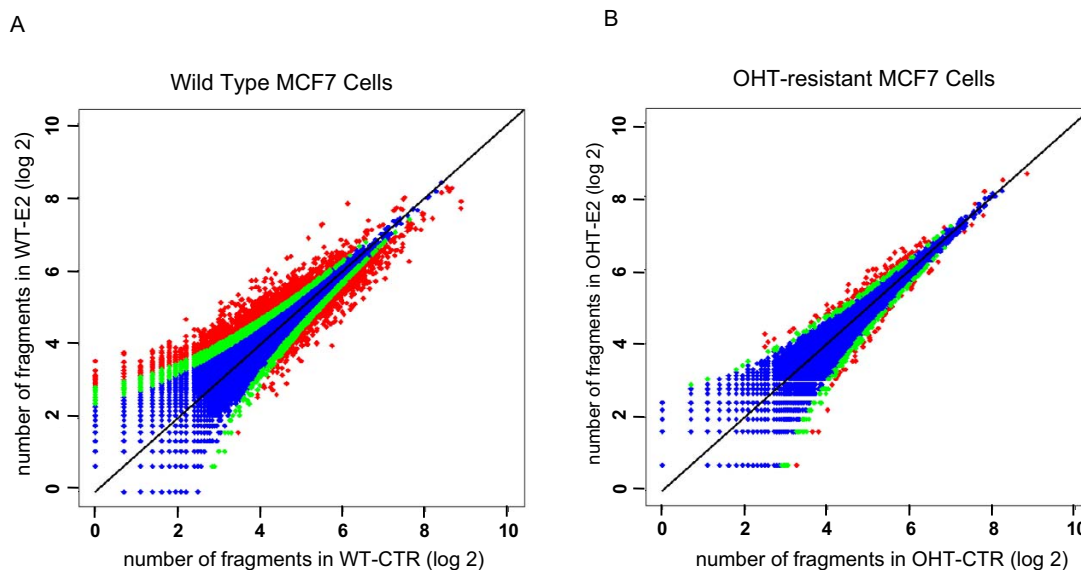 A
Wild Type MCF7 Cells
number of fragments in WT-E2 (log 2)
10
8
6
4
2
0
0 2 4 6 8 10
number of fragments in WT-CTR (log 2)
B
OHT-resistant MCF7 Cells
number of fragments in OHT-E2 (log 2)
10
8
6
4
2
0
0 2 4 6 8 10
number of fragments in OHT-CTR (log 2)